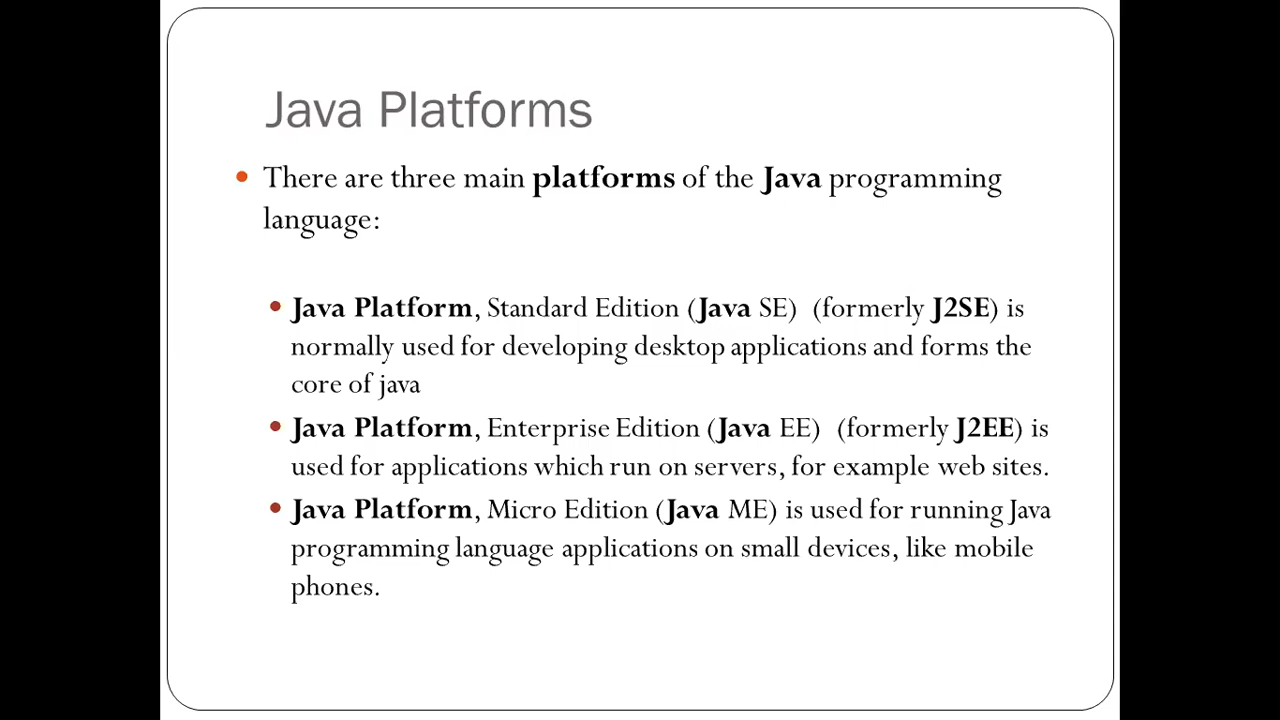 Java Platforms
There are three main platforms of the Java programming
language:
Java Platform, Standard Edition (Java SE) (formerly J2SE) is
normally used for developing desktop applications and forms the
core of java
Java Platform, Enterprise Edition (Java EE) (formerly J2EE) is
used for applications which run on servers, for example web sites.
Java Platform, Micro Edition (Java ME) is used for running Java
programming language applications on small devices, like mobile
phones.